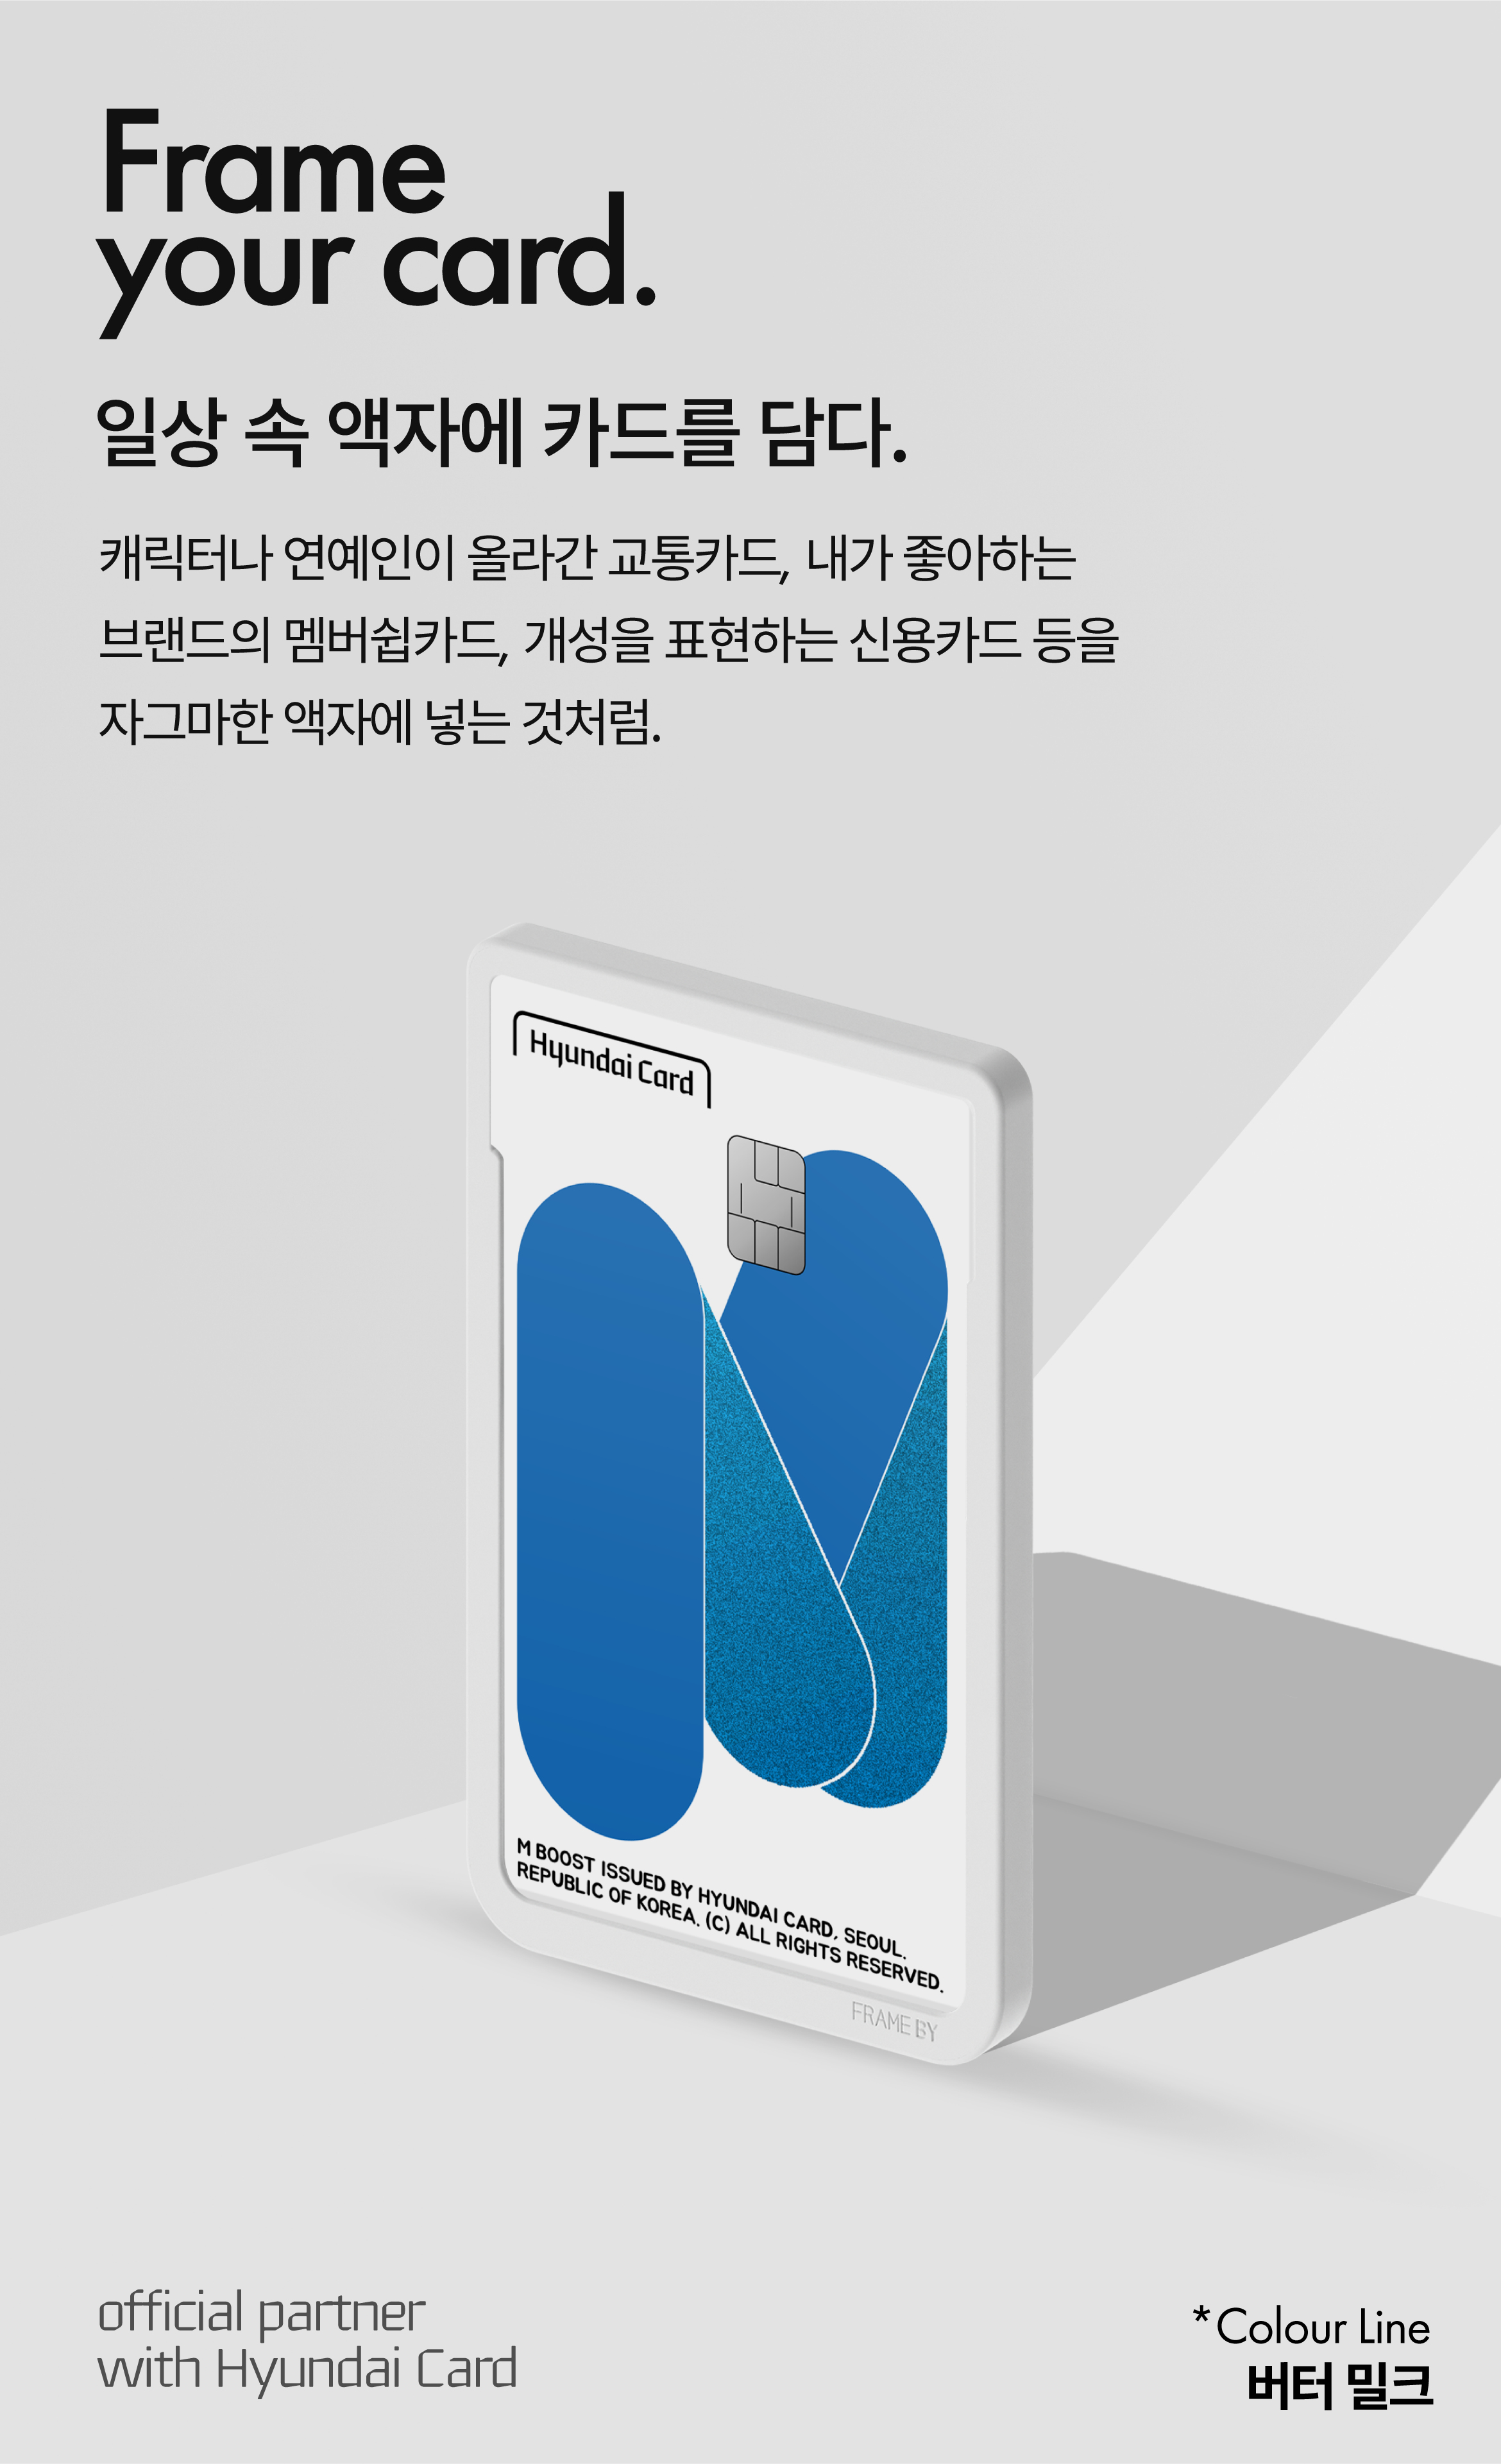 Frame
your card.
일상 속 액자에 카드를 담다.
캐릭터나 연예인이 올라간 교통카드, 내가 좋아하는
브랜드의 멤버쉽카드, 개성을 표현하는 신용카드 등을
자그마한 액자에 넣는 것처럼.
Hyundai Card
M BOOST ISSUED BY HYUNDAI CARD, SEOUL.
REPUBLIC OF KOREA. (C) ALL RIGHTS RESERVED.
FRAME BY
official partner
with Hyundai Card
*Colour Line
버터 밀크